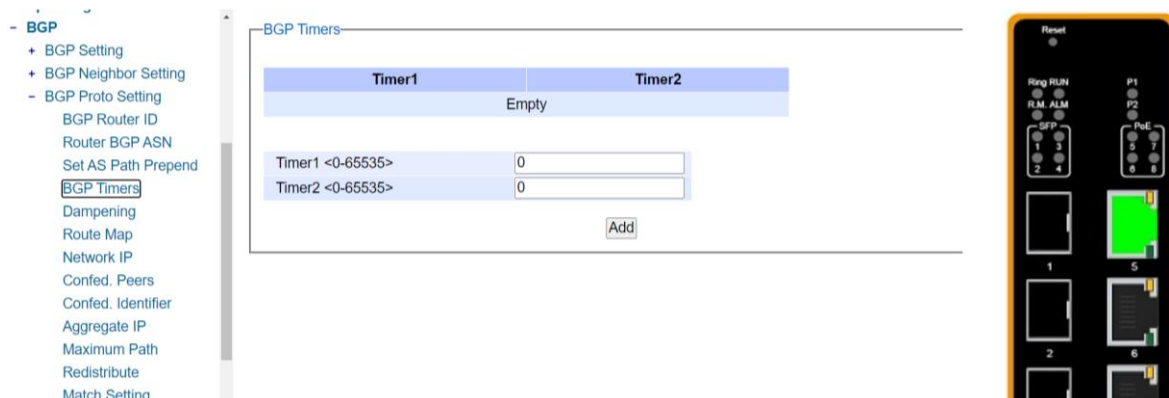 BGP
BGP Setting
BGP Neighbor Setting
BGP Proto Setting
BGP Router ID
Router BGP ASN
Set AS Path Prepend
BGP Timers
Dampening
Route Map
Network IP
Confed. Peers
Confed. Identifier
Aggregate IP
Maximum Path
Redistribute
Match Setting
BGP Timers
Timer1 Timer2
Empty
Timer1 <0-65535> 0
Timer2 <0-65535> 0
Add
Reset
Ring RUN P1
R.M. ALM P2
SFP PoE
1 3 5 7
2 4 6 8
1 5
2 6